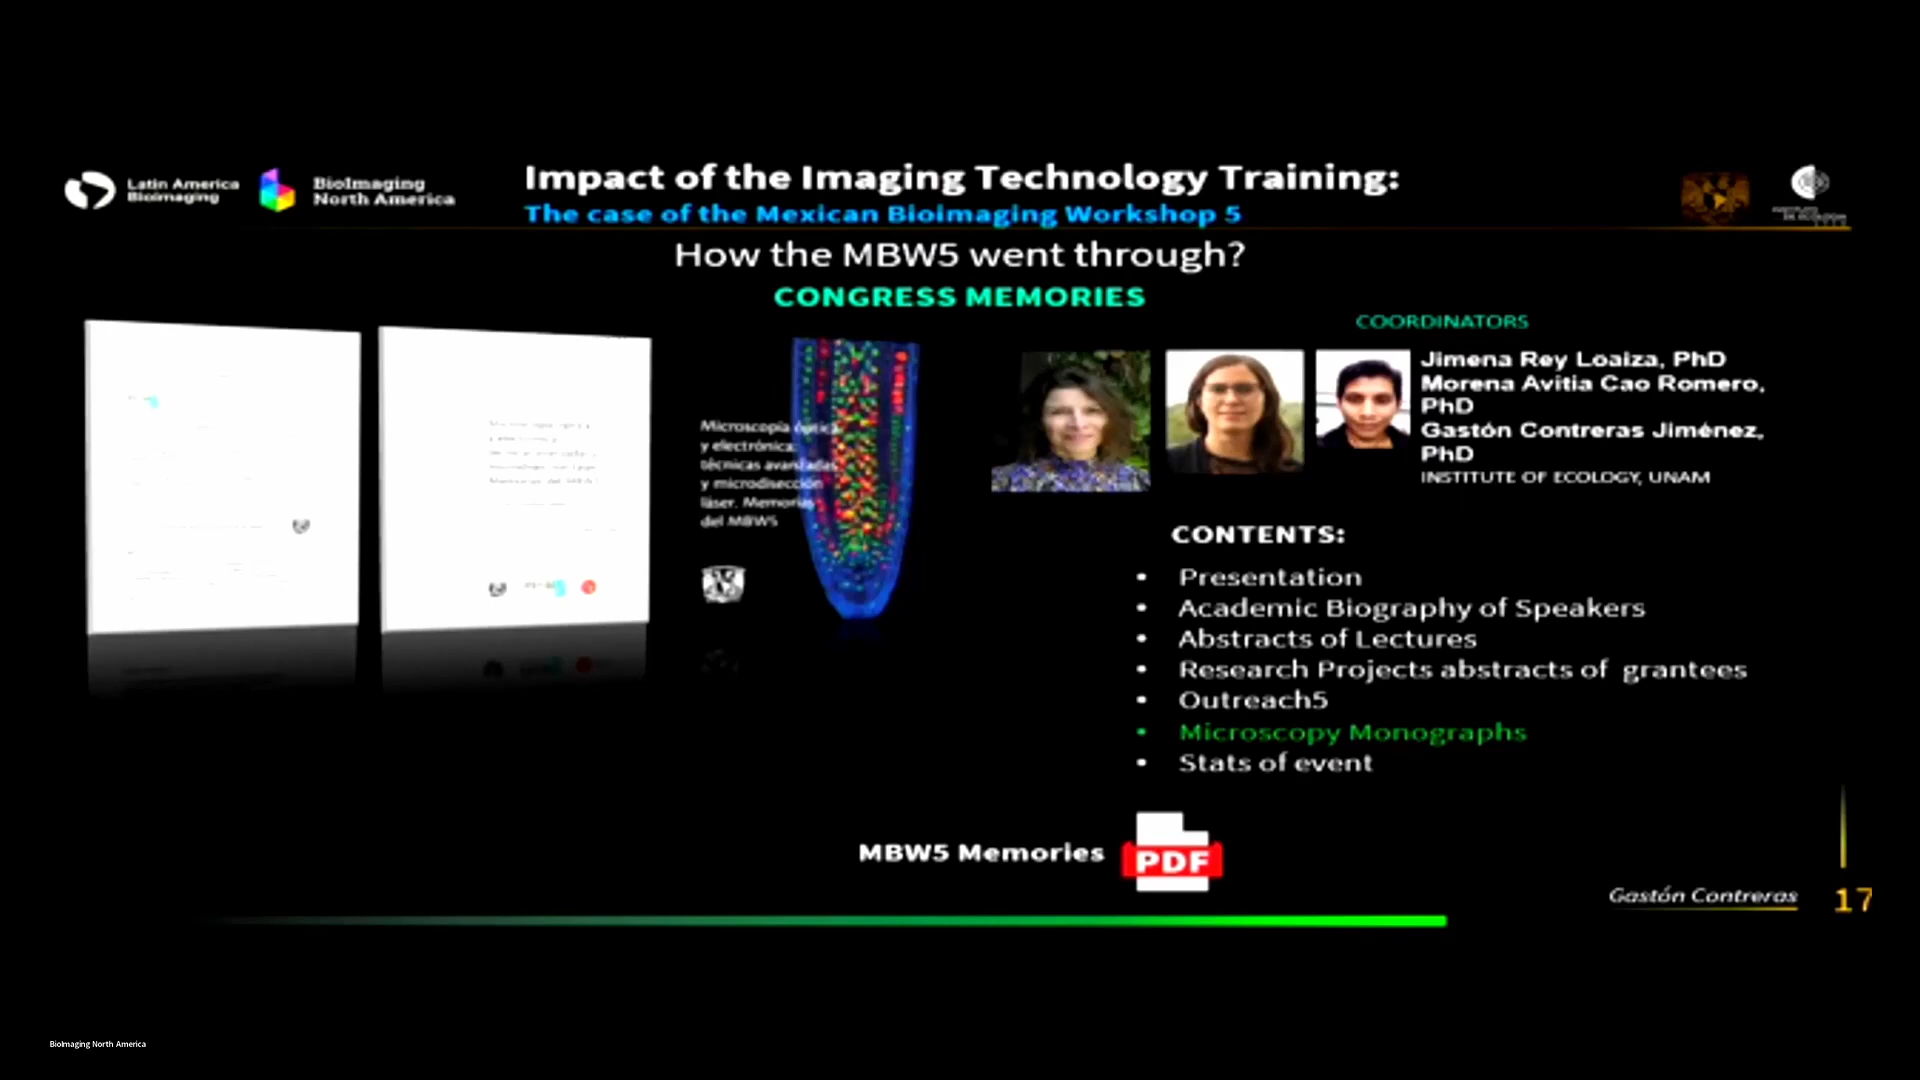 Latin America
Bioimaging
BioImaging
North America
Impact of the Imaging Technology Training:
The case of the Mexican Bioimaging Workshop 5
How the MBW5 went through?
CONGRESS MEMORIES
COORDINATORS
Jimena Rey Loaiza, PhD
Morena Avitia Cao Romero,
PhD
Gastón Contreras Jiménez,
PhD
INSTITUTE OF ECOLOGY, UNAM
Microscopía óptica
y electrónica:
técnicas avanzadas
y microdisección
láser. Memorias
del MBW5
CONTENTS:
• Presentation
• Academic Biography of Speakers
• Abstracts of Lectures
• Research Projects abstracts of grantees
• Outreach5
• Microscopy Monographs
• Stats of event
MBW5 Memories
PDF
Gastón Contreras
17
BioImaging North America